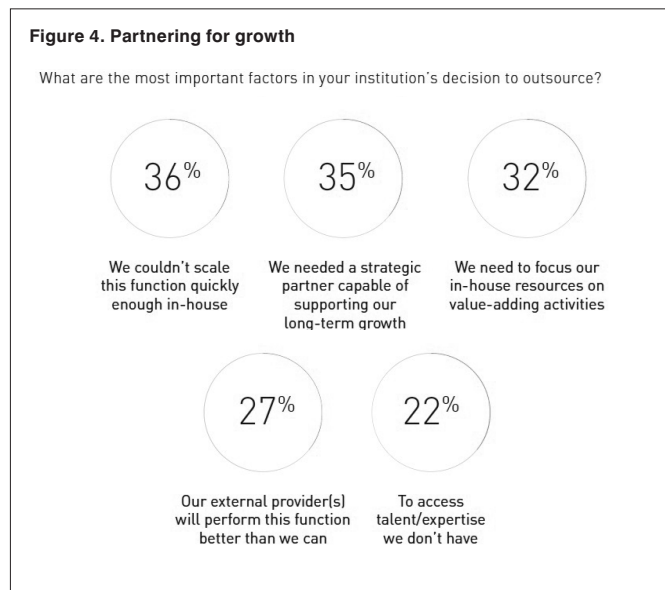 Figure 4. Partnering for growth
What are the most important factors in your institution's decision to outsource?
36%
35%
32%
We couldn't scale
this function quickly
enough in-house
We needed a strategic
partner capable of
supporting our
long-term growth
We need to focus our
in-house resources on
value-adding activities
27%
22%
Our external provider(s)
will perform this function
better than we can
To access
talent/expertise
we don't have